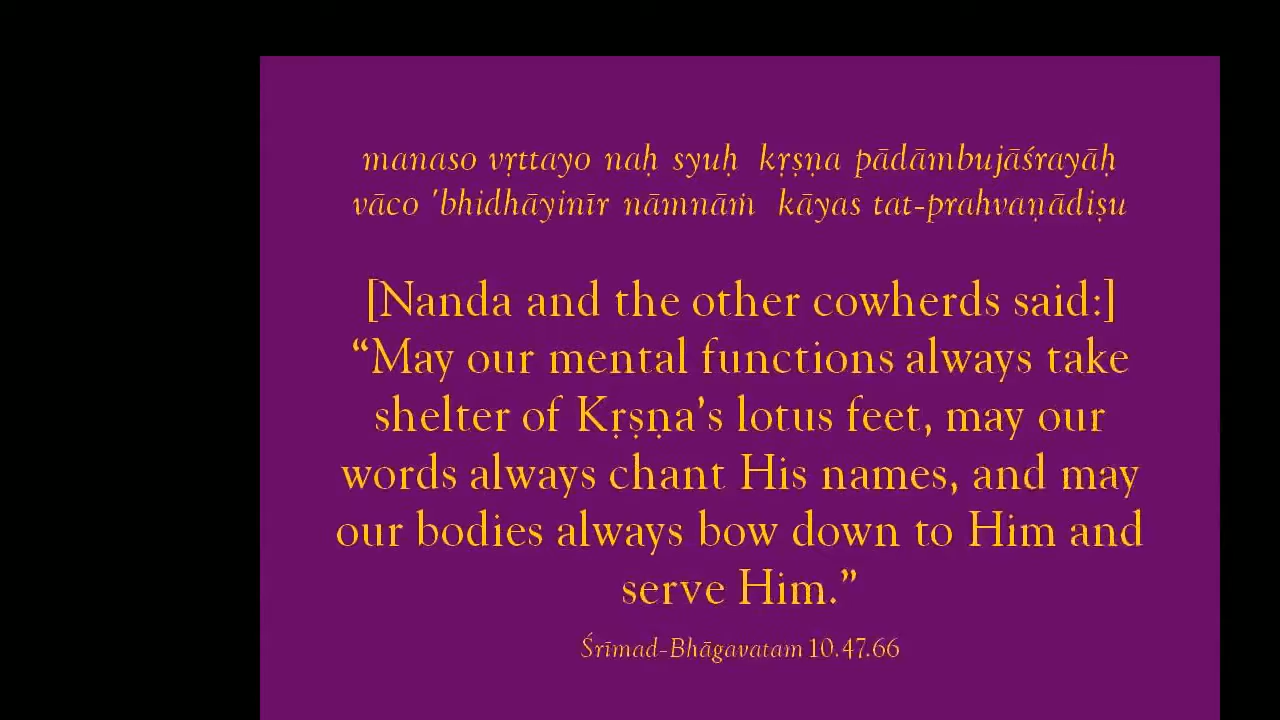 manaso vṛttayo naḥ syuḥ kṛṣṇa pādāmbujāśrayāḥ
vāco 'bhidhāyinīr nāmnāṁ kāyas tat-prahvaṇādiṣu
[Nanda and the other cowherds said:]
“May our mental functions always take
shelter of Kṛṣṇa’s lotus feet, may our
words always chant His names, and may
our bodies always bow down to Him and
serve Him.”
Śrīmad-Bhāgavatam 10.47.66